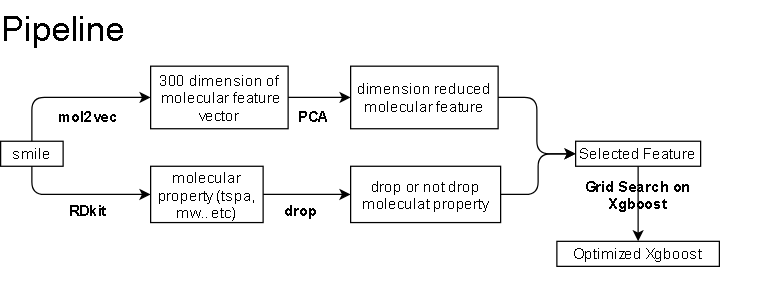 Pipeline
300 dimension of
molecular feature
vector
dimension reduced
molecular feature
mol2vec
PCA
smile
Selected Feature
molecular
property (tspa,
mw.. etc)
drop or not drop
moleculat property
RDkit
drop
Grid Search on
Xgboost
Optimized Xgboost